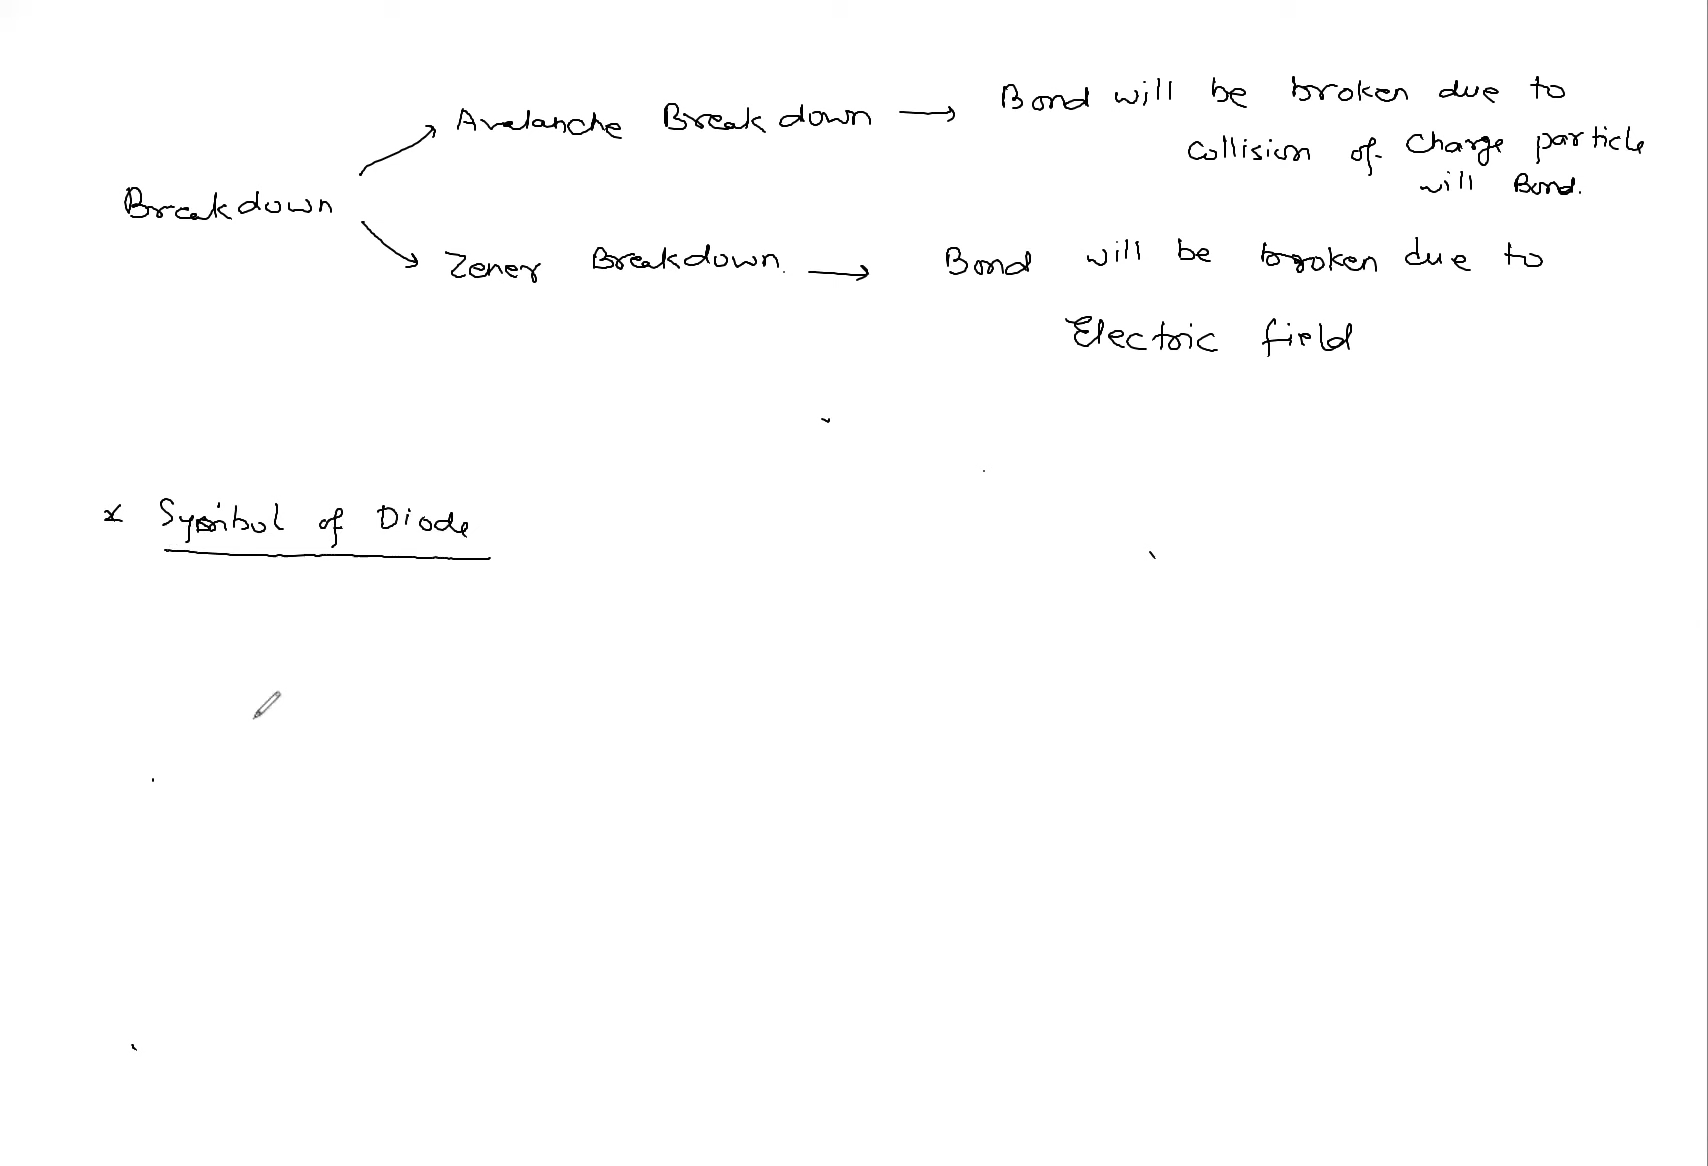 Avalanche Breakdown → Bond will be broken due to
collision of charge particle
will Bond.
Breakdown
Zener Breakdown. → Bond will be broken due to
Electric field
* Symbol of Diode